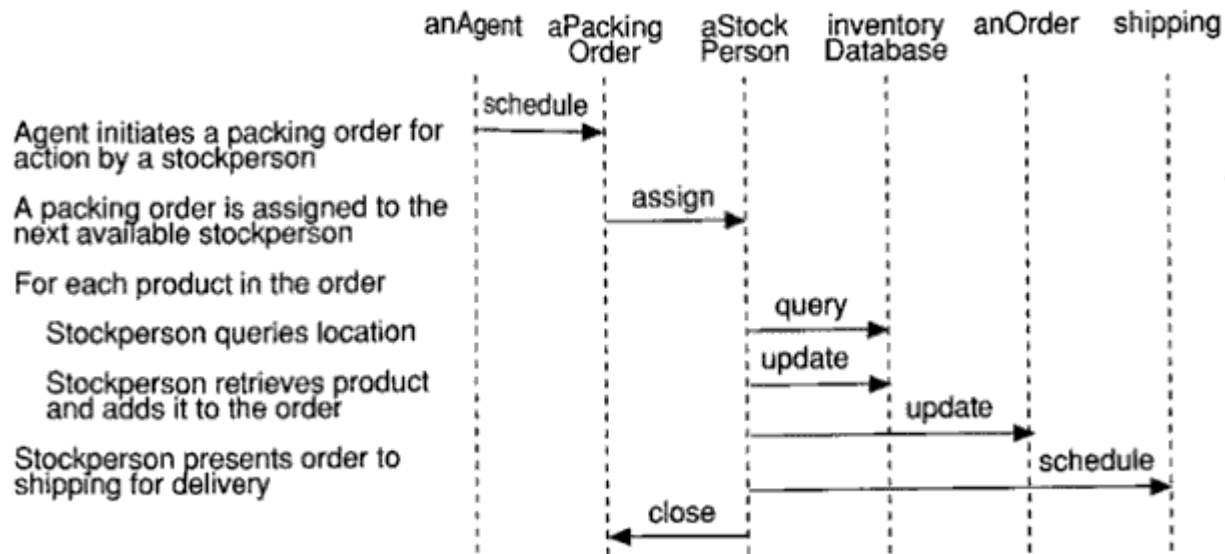 anAgent aPacking Order aStock Person inventory Database anOrder shipping
schedule
Agent initiates a packing order for
action by a stockperson
assign
A packing order is assigned to the
next available stockperson
For each product in the order
query
Stockperson queries location
update
Stockperson retrieves product
and adds it to the order
update
Stockperson presents order to
shipping for delivery
schedule
close